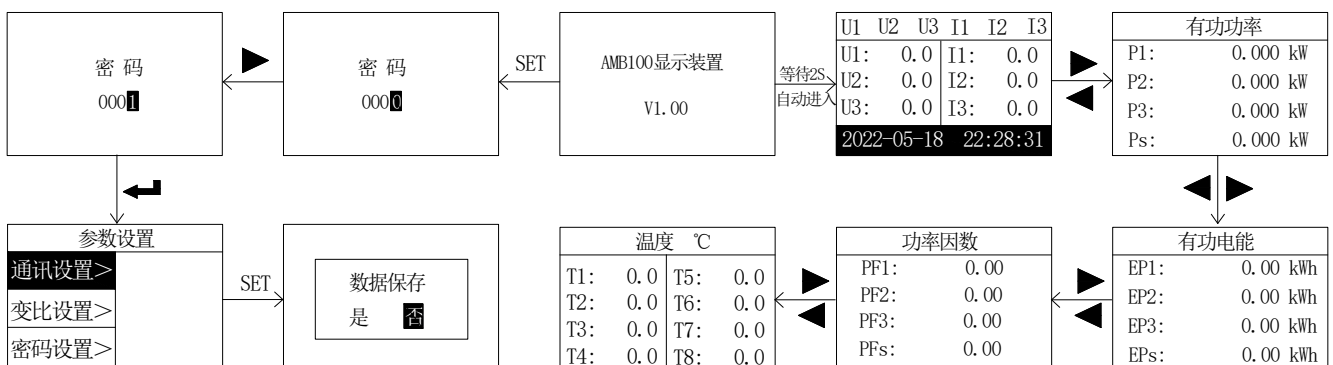 密 码
0001
密 码
0000
SET
AMB100显示装置
V1.00
等待2S
自动进入
U1 U2 U3 I1 I2 I3
U1: 0.0 I1: 0.0
U2: 0.0 I2: 0.0
U3: 0.0 I3: 0.0
2022-05-18 22:28:31
有功功率
P1: 0.000 kW
P2: 0.000 kW
P3: 0.000 kW
Ps: 0.000 kW
参数设置
通讯设置>
变比设置>
密码设置>
SET
数据保存
是 否
温度 ℃
T1: 0.0 T5: 0.0
T2: 0.0 T6: 0.0
T3: 0.0 T7: 0.0
T4: 0.0 T8: 0.0
功率因数
PF1: 0.00
PF2: 0.00
PF3: 0.00
PFs: 0.00
有功电能
EP1: 0.00 kWh
EP2: 0.00 kWh
EP3: 0.00 kWh
EPs: 0.00 kWh